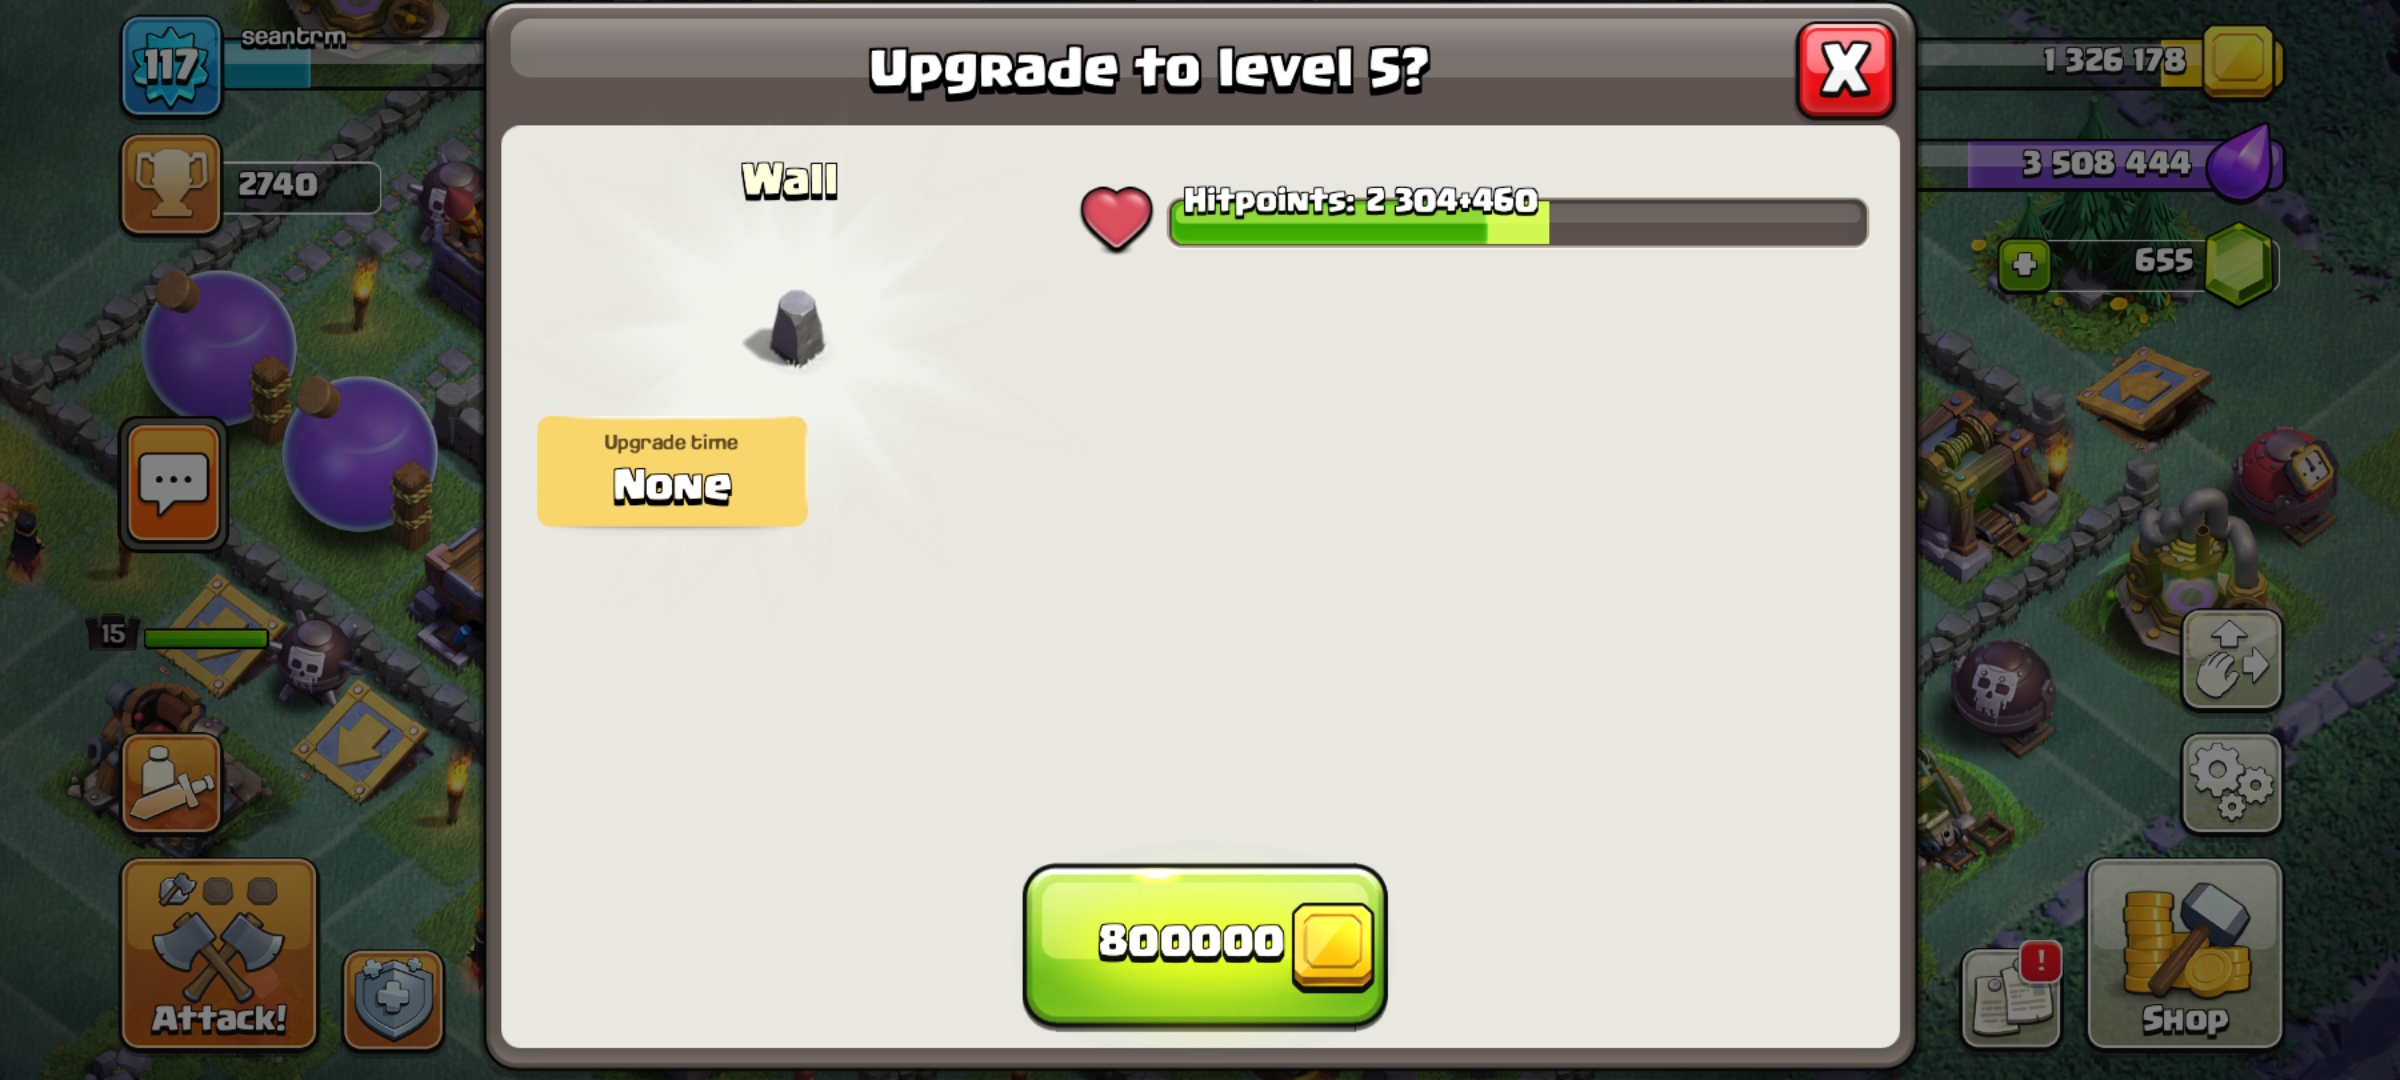 117
seantrm
Upgrade to level 5?
X
1 326 178
2740
Wall
Hitpoints: 2 304+460
3 508 444
655
Upgrade time
None
15
800000
!
Attack!
Shop